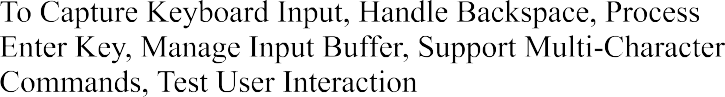 To Capture Keyboard Input, Handle Backspace, Process
Enter Key, Manage Input Buffer, Support Multi-Character
Commands, Test User Interaction